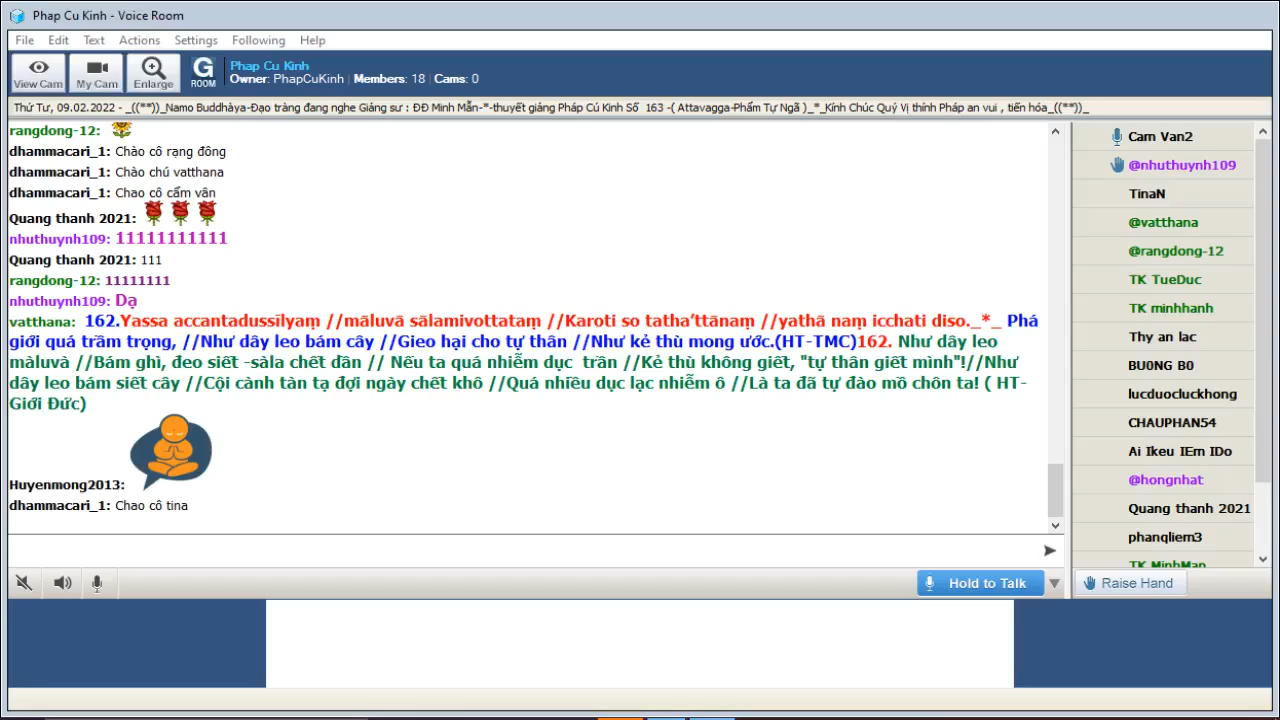 Phap Cu Kinh - Voice Room
File Edit Text Actions Settings Following Help
View Cam My Cam Enlarge G ROOM
Phap Cu Kinh
Owner: PhapCuKinh | Members: 18 | Cams: 0
Thứ Tư, 09.02.2022 - _((**))_Namo Buddhàya-Đạo tràng đang nghe Giảng sư : ĐĐ Minh Mẫn-*-thuyết giảng Pháp Cú Kinh Số 163 -( Attavagga-Phẩm Tự Ngã )_*_Kính Chúc Quý Vị thính Pháp an vui , tiến hóa_((**))_
rangdong-12:
dhammacari_1: Chào cô rạng đông
dhammacari_1: Chào chú vatthana
dhammacari_1: Chao cô cẩm vân
Quang thanh 2021:
nhuthuynh109: 11111111111
Quang thanh 2021: 111
rangdong-12: 11111111
nhuthuynh109: Dạ
vatthana: 162.Yassa accantadussīlyaṃ //māluvā sālamivottataṃ //Karoti so tatha’ttānaṃ //yathā naṃ icchati diso._*_ Phá
giới quá trầm trọng, //Như dây leo bám cây //Gieo hại cho tự thân //Như kẻ thù mong ước.(HT-TMC)162. Như dây leo
màluvà //Bám ghì, đeo siết -sàla chết dần // Nếu ta quá nhiễm dục trần //Kẻ thù không giết, "tự thân giết mình"!//Như
dây leo bám siết cây //Cội cành tàn tạ đợi ngày chết khô //Quá nhiều dục lạc nhiễm ô //Là ta đã tự đào mồ chôn ta! ( HT-
Giới Đức)
Huyenmong2013:
dhammacari_1: Chao cô tina
Hold to Talk
Cam Van2
@nhuthuynh109
TinaN
@vatthana
@rangdong-12
TK TueDuc
TK minhhanh
Thy an lac
BU0NG B0
lucduocluckhong
CHAUPHAN54
Ai Ikeu IEm IDo
@hongnhat
Quang thanh 2021
phanqliem3
TK MinhMan
Raise Hand